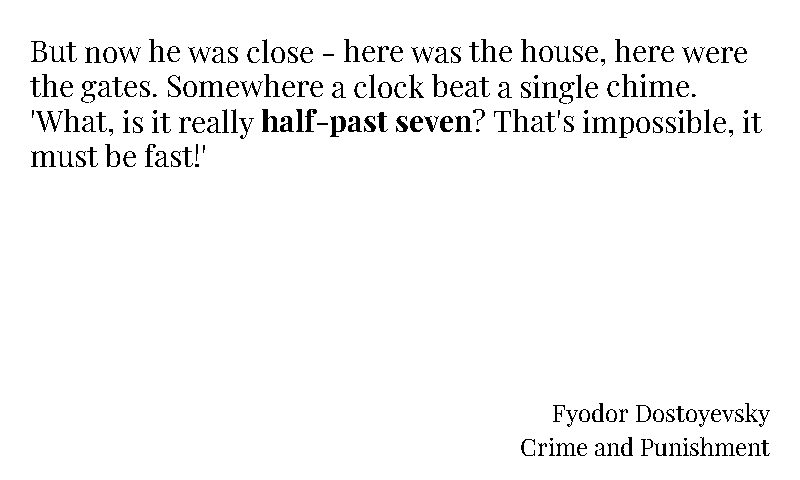 But now he was close - here was the house, here were
the gates. Somewhere a clock beat a single chime.
'What, is it really half-past seven? That's impossible, it
must be fast!'
Fyodor Dostoyevsky
Crime and Punishment